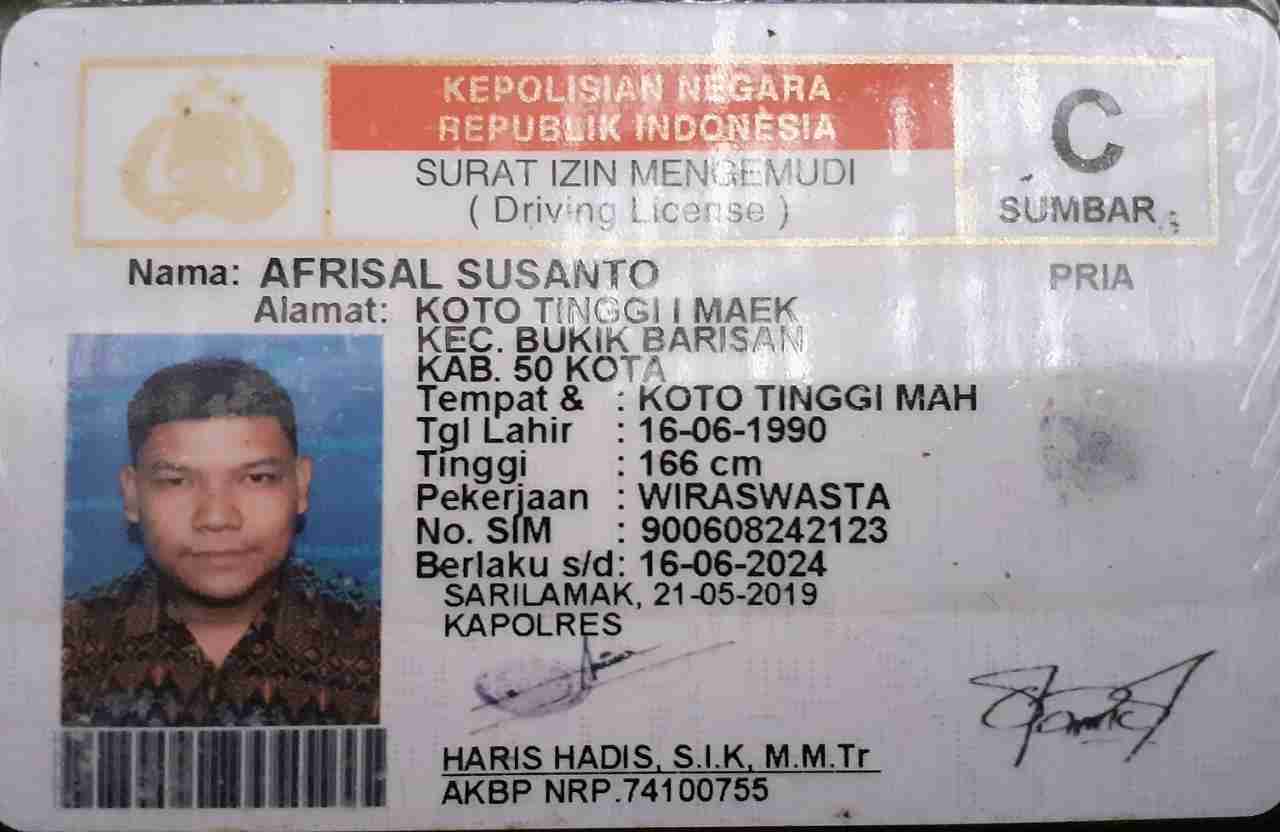 KEPOLISIAN NEGARA
REPUBLIK INDONESIA
SURAT IZIN MENGEMUDI
( Driving License )
C
SUMBAR
Nama: AFRISAL SUSANTO
PRIA
Alamat: KOTO TINGGI I MAEK
KEC. BUKIK BARISAN
KAB. 50 KOTA
Tempat & : KOTO TINGGI MAH
Tgl Lahir : 16-06-1990
Tinggi : 166 cm
Pekerjaan : WIRASWASTA
No. SIM : 900608242123
Berlaku s/d: 16-06-2024
SARILAMAK, 21-05-2019
KAPOLRES
HARIS HADIS, S.I.K, M.M.Tr
AKBP NRP.74100755